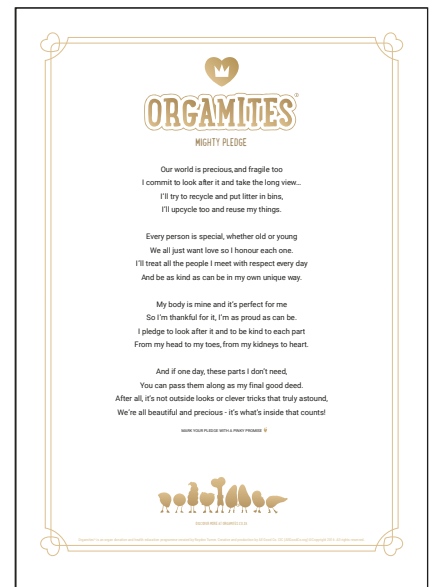 ORGAMITES®
MIGHTY PLEDGE
Our world is precious, and fragile too
I commit to look after it and take the long view...
I'll try to recycle and put litter in bins,
I'll upcycle too and reuse my things.
Every person is special, whether old or young
We all just want love so I honour each one.
I'll treat all the people I meet with respect every day
And be as kind as can be in my own unique way.
My body is mine and it's perfect for me
So I'm thankful for it, I'm as proud as can be.
I pledge to look after it and to be kind to each part
From my head to my toes, from my kidneys to heart.
And if one day, these parts I don't need,
You can pass them along as my final good deed.
After all, it's not outside looks or clever tricks that truly astound,
We're all beautiful and precious - it's what's inside that counts!
MARK YOUR PLEDGE WITH A PINKY PROMISE